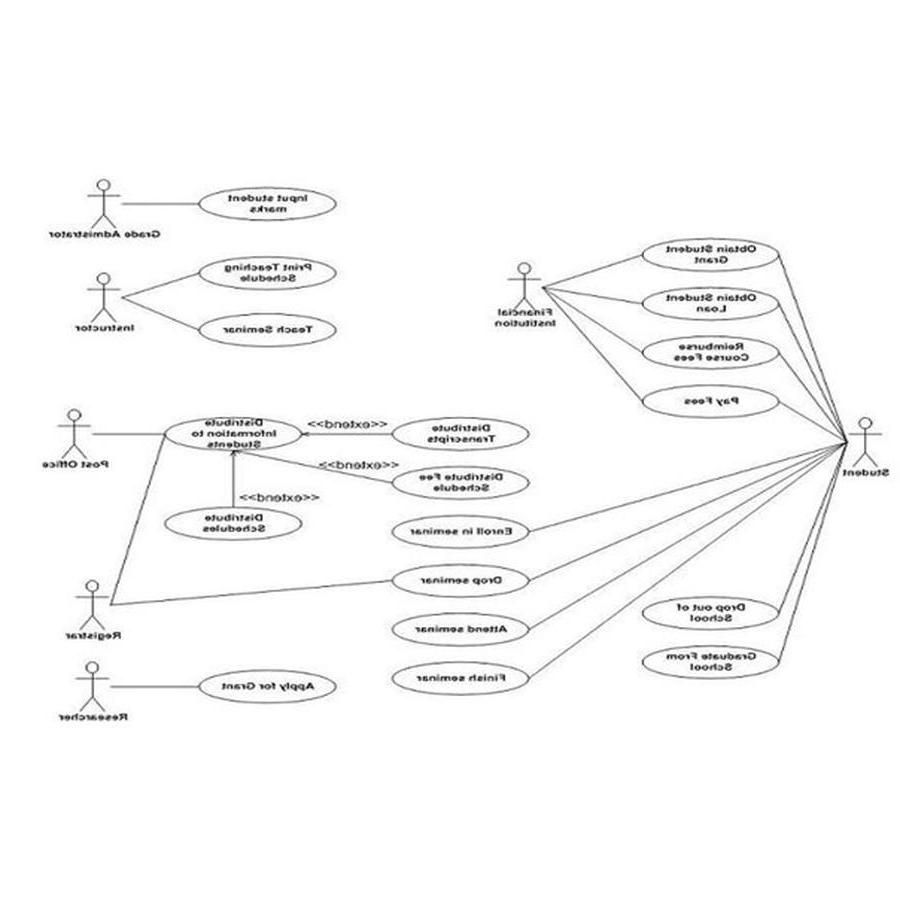 Input student
marks
Grade Admistrator
Print Teaching
Schedule
Instructor
Teach Seminar
Obtain Student
Grant
Obtain Student
Loan
Financial
Institution
Reimburse
Course Fees
Pay Fees
Distribute
Information to
Students
<<extend>>
Distribute
Transcripts
Post Office
Student
<<extend>>
Distribute Fee
Schedule
<<extend>>
Distribute
Schedules
Enroll in seminar
Drop seminar
Registrar
Attend seminar
Drop out of
School
Graduate From
School
Finish seminar
Apply for Grant
Researcher